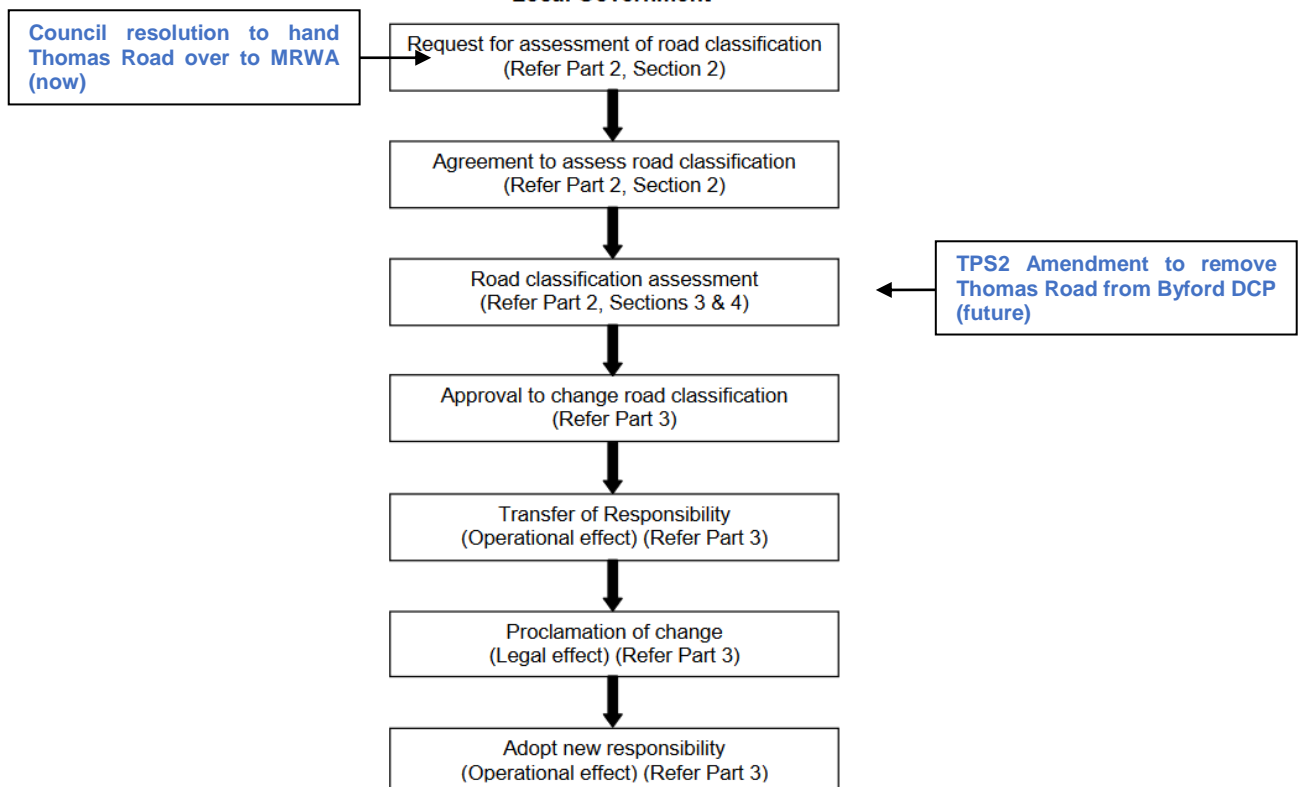 Local Government
Council resolution to hand
Thomas Road over to MRWA
(now)
Request for assessment of road classification
(Refer Part 2, Section 2)
Agreement to assess road classification
(Refer Part 2, Section 2)
Road classification assessment
(Refer Part 2, Sections 3 & 4)
TPS2 Amendment to remove
Thomas Road from Byford DCP
(future)
Approval to change road classification
(Refer Part 3)
Transfer of Responsibility
(Operational effect) (Refer Part 3)
Proclamation of change
(Legal effect) (Refer Part 3)
Adopt new responsibility
(Operational effect) (Refer Part 3)